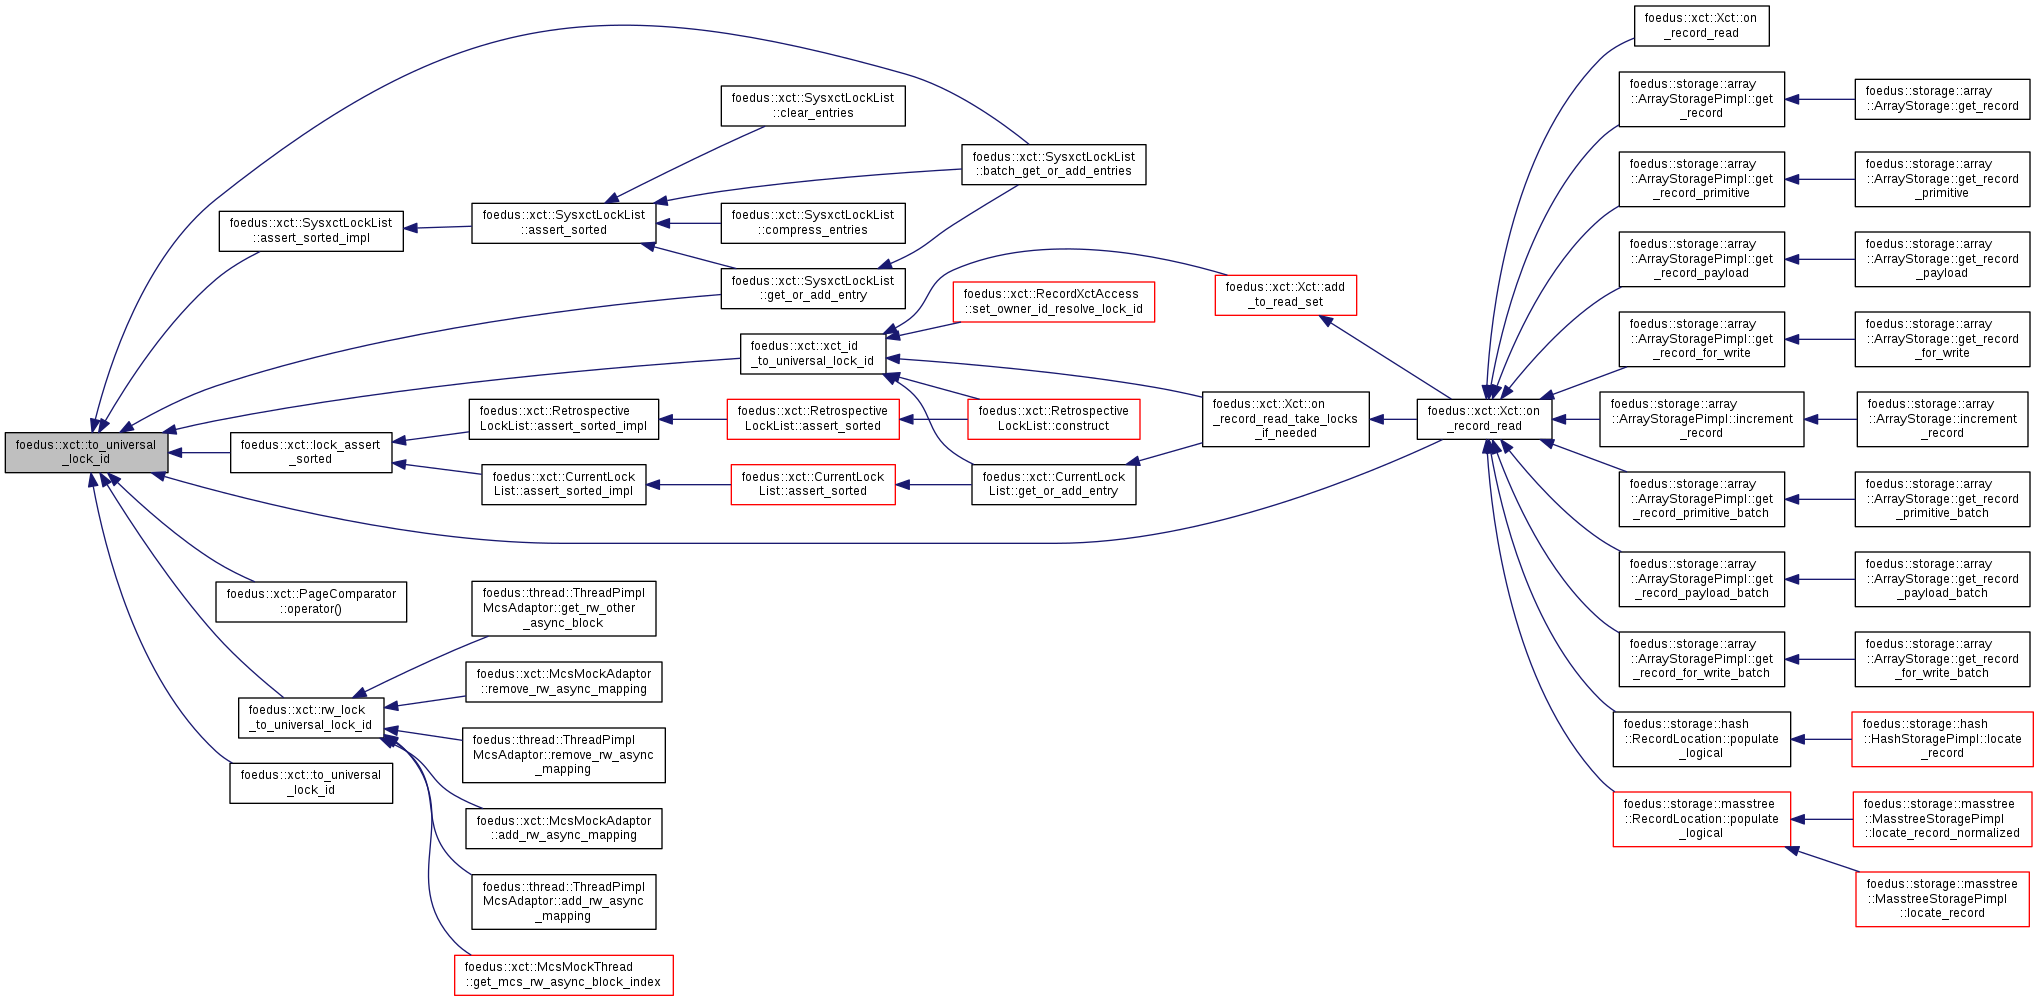 foedus::xct::to_universal
_lock_id
foedus::xct::SysxctLockList
::assert_sorted_impl
foedus::xct::lock_assert
_sorted
foedus::xct::PageComparator
::operator()
foedus::xct::rw_lock
_to_universal_lock_id
foedus::xct::to_universal
_lock_id
foedus::xct::SysxctLockList
::assert_sorted
foedus::xct::Retrospective
LockList::assert_sorted_impl
foedus::xct::CurrentLock
List::assert_sorted_impl
foedus::thread::ThreadPimpl
McsAdaptor::get_rw_other
_async_block
foedus::xct::McsMockAdaptor
::remove_rw_async_mapping
foedus::thread::ThreadPimpl
McsAdaptor::remove_rw_async
_mapping
foedus::xct::McsMockAdaptor
::add_rw_async_mapping
foedus::thread::ThreadPimpl
McsAdaptor::add_rw_async
_mapping
foedus::xct::McsMockThread
::get_mcs_rw_async_block_index
foedus::xct::SysxctLockList
::clear_entries
foedus::xct::SysxctLockList
::compress_entries
foedus::xct::SysxctLockList
::get_or_add_entry
foedus::xct::xct_id
_to_universal_lock_id
foedus::xct::Retrospective
LockList::assert_sorted
foedus::xct::CurrentLock
List::assert_sorted
foedus::xct::SysxctLockList
::batch_get_or_add_entries
foedus::xct::RecordXctAccess
::set_owner_id_resolve_lock_id
foedus::xct::Retrospective
LockList::construct
foedus::xct::CurrentLock
List::get_or_add_entry
foedus::xct::Xct::add
_to_read_set
foedus::xct::Xct::on
_record_read_take_locks
_if_needed
foedus::xct::Xct::on
_record_read
foedus::xct::Xct::on
_record_read
foedus::storage::array
::ArrayStoragePimpl::get
_record
foedus::storage::array
::ArrayStoragePimpl::get
_record_primitive
foedus::storage::array
::ArrayStoragePimpl::get
_record_payload
foedus::storage::array
::ArrayStoragePimpl::get
_record_for_write
foedus::storage::array
::ArrayStoragePimpl::increment
_record
foedus::storage::array
::ArrayStoragePimpl::get
_record_primitive_batch
foedus::storage::array
::ArrayStoragePimpl::get
_record_payload_batch
foedus::storage::array
::ArrayStoragePimpl::get
_record_for_write_batch
foedus::storage::hash
::RecordLocation::populate
_logical
foedus::storage::masstree
::RecordLocation::populate
_logical
foedus::storage::array
::ArrayStorage::get_record
foedus::storage::array
::ArrayStorage::get_record
_primitive
foedus::storage::array
::ArrayStorage::get_record
_payload
foedus::storage::array
::ArrayStorage::get_record
_for_write
foedus::storage::array
::ArrayStorage::increment
_record
foedus::storage::array
::ArrayStorage::get_record
_primitive_batch
foedus::storage::array
::ArrayStorage::get_record
_payload_batch
foedus::storage::array
::ArrayStorage::get_record
_for_write_batch
foedus::storage::hash
::HashStoragePimpl::locate
_record
foedus::storage::masstree
::MasstreeStoragePimpl
::locate_record_normalized
foedus::storage::masstree
::MasstreeStoragePimpl
::locate_record